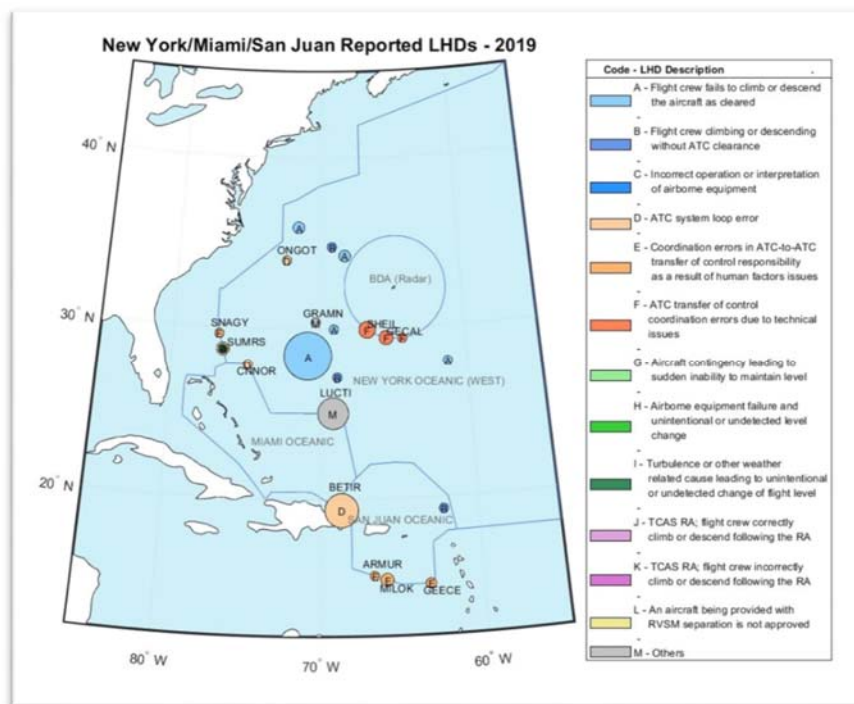 New York/Miami/San Juan Reported LHDs - 2019
40° N
30° N
20° N
80° W
70° W
60° W
A
B
A
ONGOT
D
BDA (Radar)
GRAMN
M
A
SHEIL
F
F
CECAL
F
SNAGY
E
SUMRS
CNNOR
D
A
A
B
NEW YORK OCEANIC (WEST)
LUCTI
M
MIAMI OCEANIC
BETIR
D
SAN JUAN OCEANIC
B
ARMUR
E
E
MILOK
E
GEECE
Code - LHD Description
A - Flight crew fails to climb or descend
the aircraft as cleared
B - Flight crew climbing or descending
without ATC clearance
C - Incorrect operation or interpretation
of airborne equipment
D - ATC system loop error
E - Coordination errors in ATC-to-ATC
transfer of control responsibility
as a result of human factors issues
F - ATC transfer of control
coordination errors due to technical
issues
G - Aircraft contingency leading to
sudden inability to maintain level
H - Airborne equipment failure and
unintentional or undetected level
change
I - Turbulence or other weather
related cause leading to unintentional
or undetected change of flight level
J - TCAS RA; flight crew correctly
climb or descend following the RA
K - TCAS RA; flight crew incorrectly
climb or descend following the RA
L - An aircraft being provided with
RVSM separation is not approved
M - Others